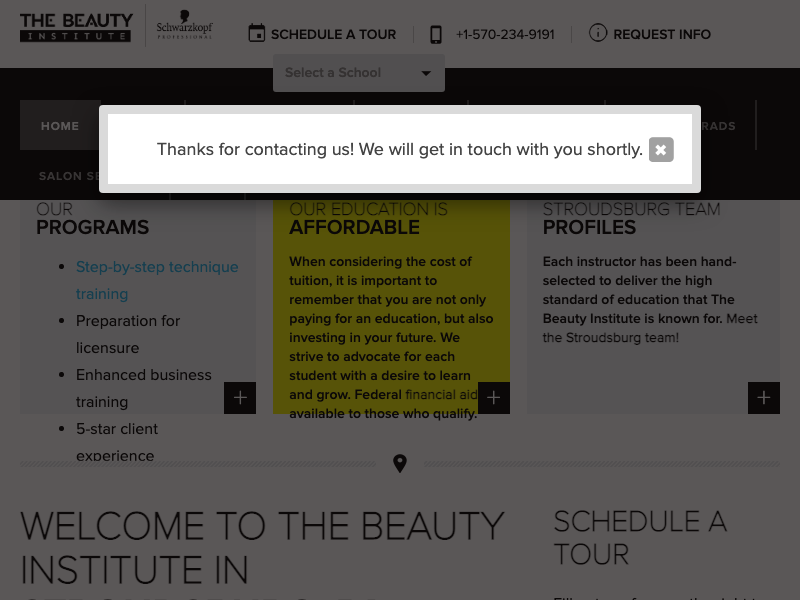 THE BEAUTY
INSTITUTE
Schwarzkopf
PROFESSIONAL
SCHEDULE A TOUR
+1-570-234-9191
REQUEST INFO
Select a School
HOME
RADS
SALON SE
Thanks for contacting us! We will get in touch with you shortly.
OUR
PROGRAMS
Step-by-step technique
training
Preparation for
licensure
Enhanced business
training
5-star client
experience
OUR EDUCATION IS
AFFORDABLE
When considering the cost of
tuition, it is important to
remember that you are not only
paying for an education, but also
investing in your future. We
strive to advocate for each
student with a desire to learn
and grow. Federal financial aid
available to those who qualify.
STROUDSBURG TEAM
PROFILES
Each instructor has been hand-
selected to deliver the high
standard of education that The
Beauty Institute is known for. Meet
the Stroudsburg team!
WELCOME TO THE BEAUTY
INSTITUTE IN
SCHEDULE A
TOUR